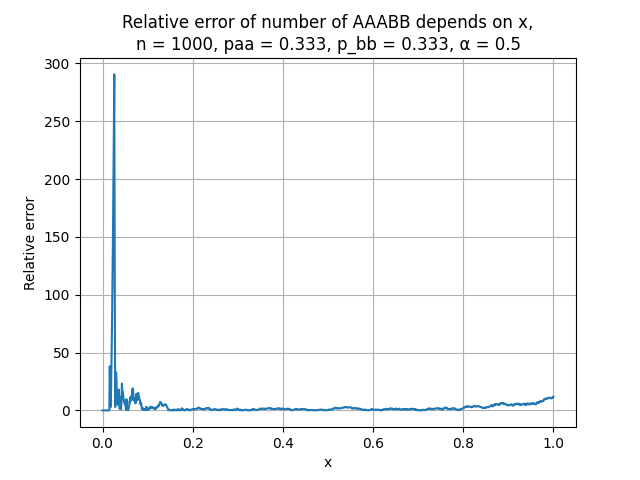 Relative error of number of AAABB depends on x,
n = 1000, paa = 0.333, p_bb = 0.333, α = 0.5
300
250
200
150
100
50
0
Relative error
0.0 0.2 0.4 0.6 0.8 1.0
x